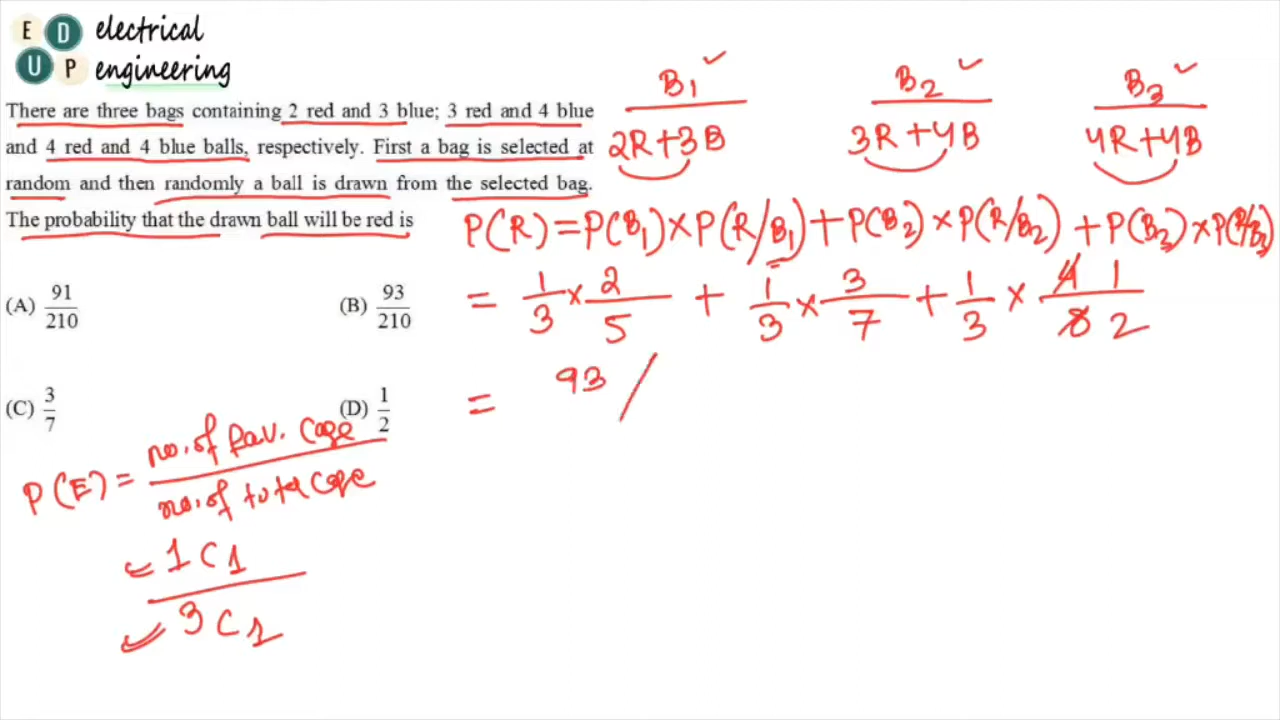 E D electrical
U P engineering
There are three bags containing 2 red and 3 blue; 3 red and 4 blue
and 4 red and 4 blue balls, respectively. First a bag is selected at
random and then randomly a ball is drawn from the selected bag.
The probability that the drawn ball will be red is
(A) 91/210
(B) 93/210
(C) 3/7
(D) 1/2
P(E) = no. of fav. case / no. of total case
1C1
3C1
B1 B2 B3
2R+3B 3R+4B 4R+4B
P(R) = P(B1) × P(R/B1) + P(B2) × P(R/B2) + P(B3) × P(R/B3)
= 1/3 × 2/5 + 1/3 × 3/7 + 1/3 × 4/8 1/2
= 93 /